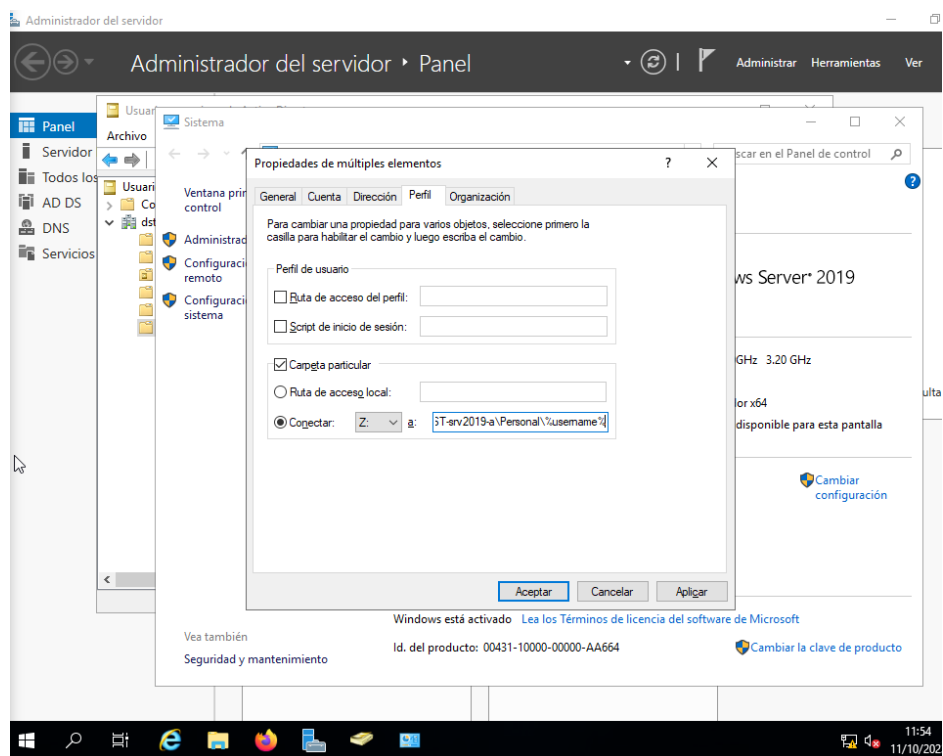 Administrador del servidor
Administrador del servidor ‣ Panel
Administrar Herramientas Ver
Panel
Servidor
Todos los
AD DS
DNS
Servicios
Archivo
Usuari
Co
dst
Sistema
scar en el Panel de control
Ventana prin
control
Administrad
Configuraci
remoto
Configuraci
sistema
Propiedades de múltiples elementos
General Cuenta Dirección Perfil Organización
Para cambiar una propiedad para varios objetos, seleccione primero la
casilla para habilitar el cambio y luego escriba el cambio.
Perfil de usuario
Ruta de acceso del perfil:
Script de inicio de sesión:
Carpeta particular
Ruta de acceso local:
Conectar: Z: a: ST-srv2019-a\Personal\%username%
Aceptar Cancelar Aplicar
ws Server® 2019
GHz 3.20 GHz
lor x64
disponible para esta pantalla
ulta
Cambiar
configuración
Windows está activado Lea los Términos de licencia del software de Microsoft
Id. del producto: 00431-10000-00000-AA664
Cambiar la clave de producto
Vea también
Seguridad y mantenimiento
11:54
11/10/202